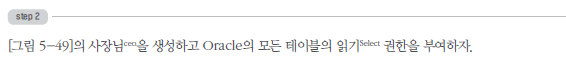 step 2
[그림 5-49]의 사장님ceo을 생성하고 Oracle의 모든 테이블의 읽기Select 권한을 부여하자.